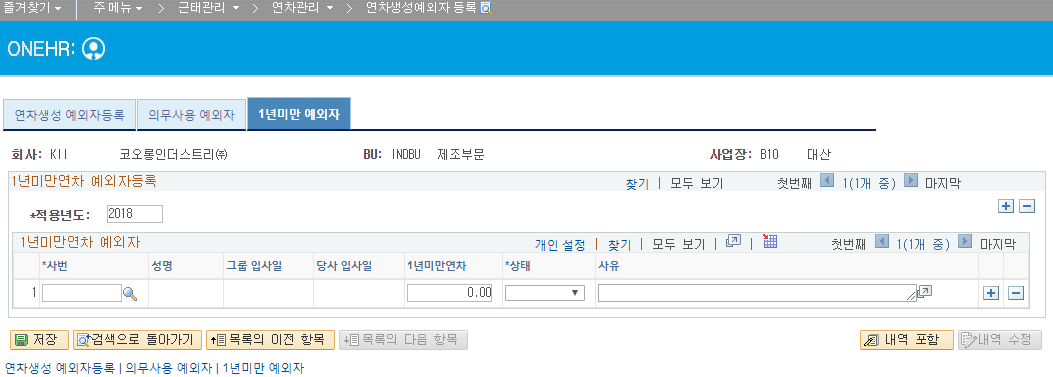 즐겨찾기 주 메뉴 > 근태관리 > 연차관리 > 연차생성예외자 등록
ONEHR:
연차생성 예외자등록 의무사용 예외자 1년미만 예외자
회사: KII 코오롱인더스트리㈜ BU: INDBU 제조부문 사업장: B10 대산
1년미만연차 예외자등록 찾기 | 모두 보기 첫번째 1(1개 중) 마지막
*적용년도: 2018
1년미만연차 예외자 개인 설정 | 찾기 | 모두 보기 | | 첫번째 1(1개 중) 마지막
*사번 성명 그룹 입사일 당사 입사일 1년미만연차 *상태 사유
1 0.00
저장 검색으로 돌아가기 목록의 이전 항목 목록의 다음 항목 내역 포함 내역 수정
연차생성 예외자등록 | 의무사용 예외자 | 1년미만 예외자